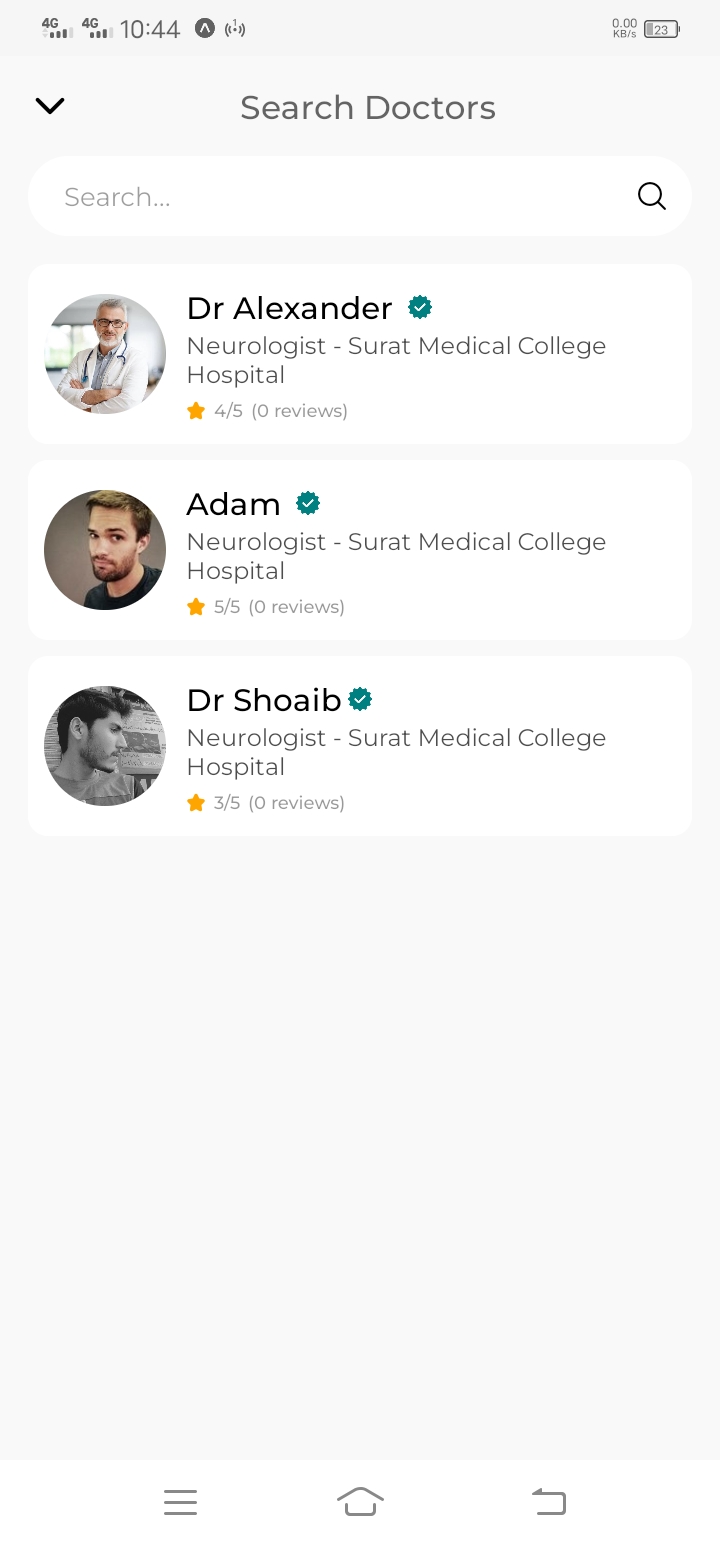 4G 4G 10:44 0.00 KB/s 23
Search Doctors
Search...
Dr Alexander
Neurologist - Surat Medical College
Hospital
4/5 (0 reviews)
Adam
Neurologist - Surat Medical College
Hospital
5/5 (0 reviews)
Dr Shoaib
Neurologist - Surat Medical College
Hospital
3/5 (0 reviews)